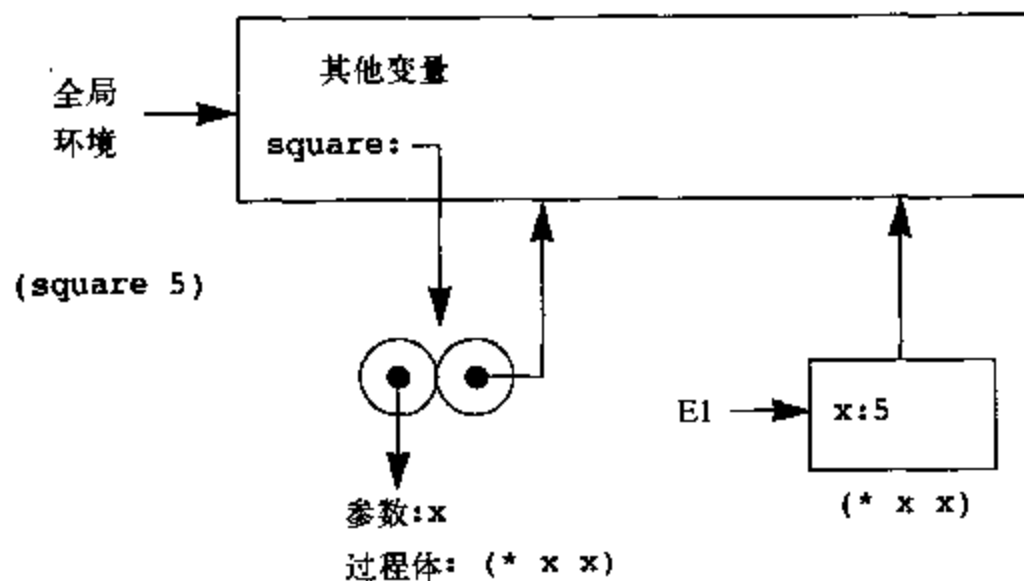 其他变量
全局
环境
square:
(square 5)
E1
x:5
(* x x)
参数:x
过程体: (* x x)